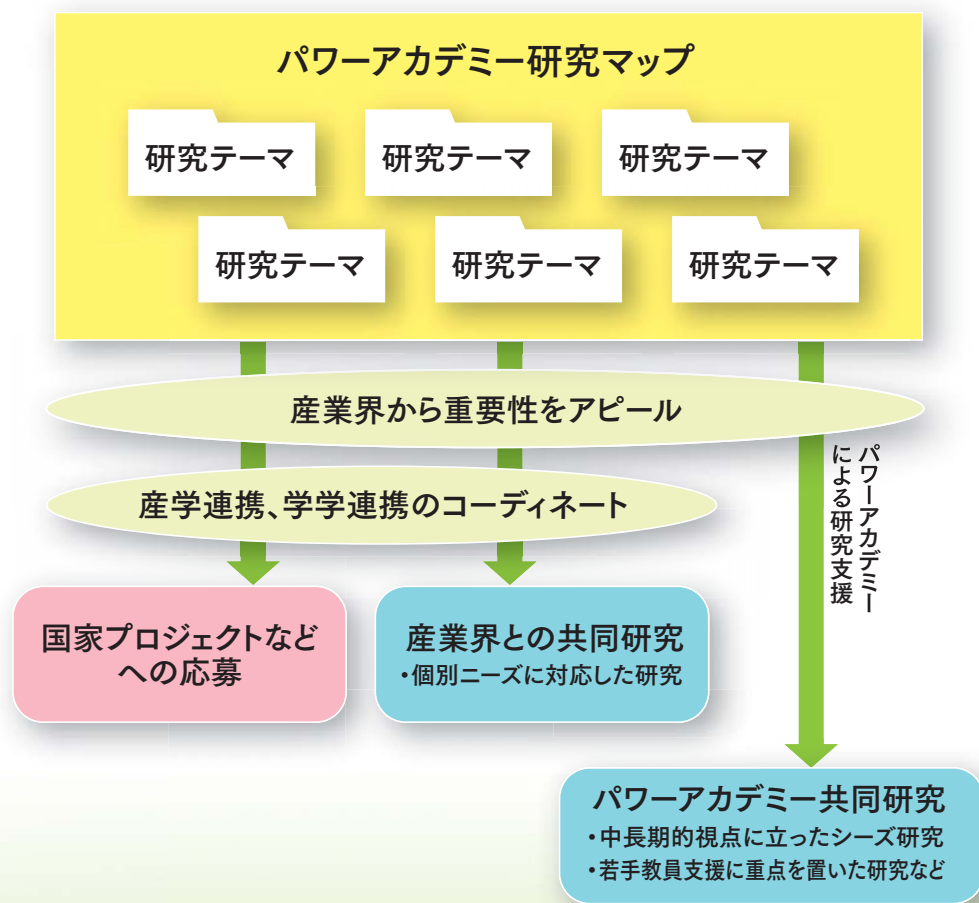 パワーアカデミー研究マップ
研究テーマ
研究テーマ
研究テーマ
研究テーマ
研究テーマ
研究テーマ
産業界から重要性をアピール
産学連携、学学連携のコーディネート
パワーアカデミー
による研究支援
国家プロジェクトなど
への応募
産業界との共同研究
・個別ニーズに対応した研究
パワーアカデミー共同研究
・中長期的視点に立ったシーズ研究
・若手教員支援に重点を置いた研究など